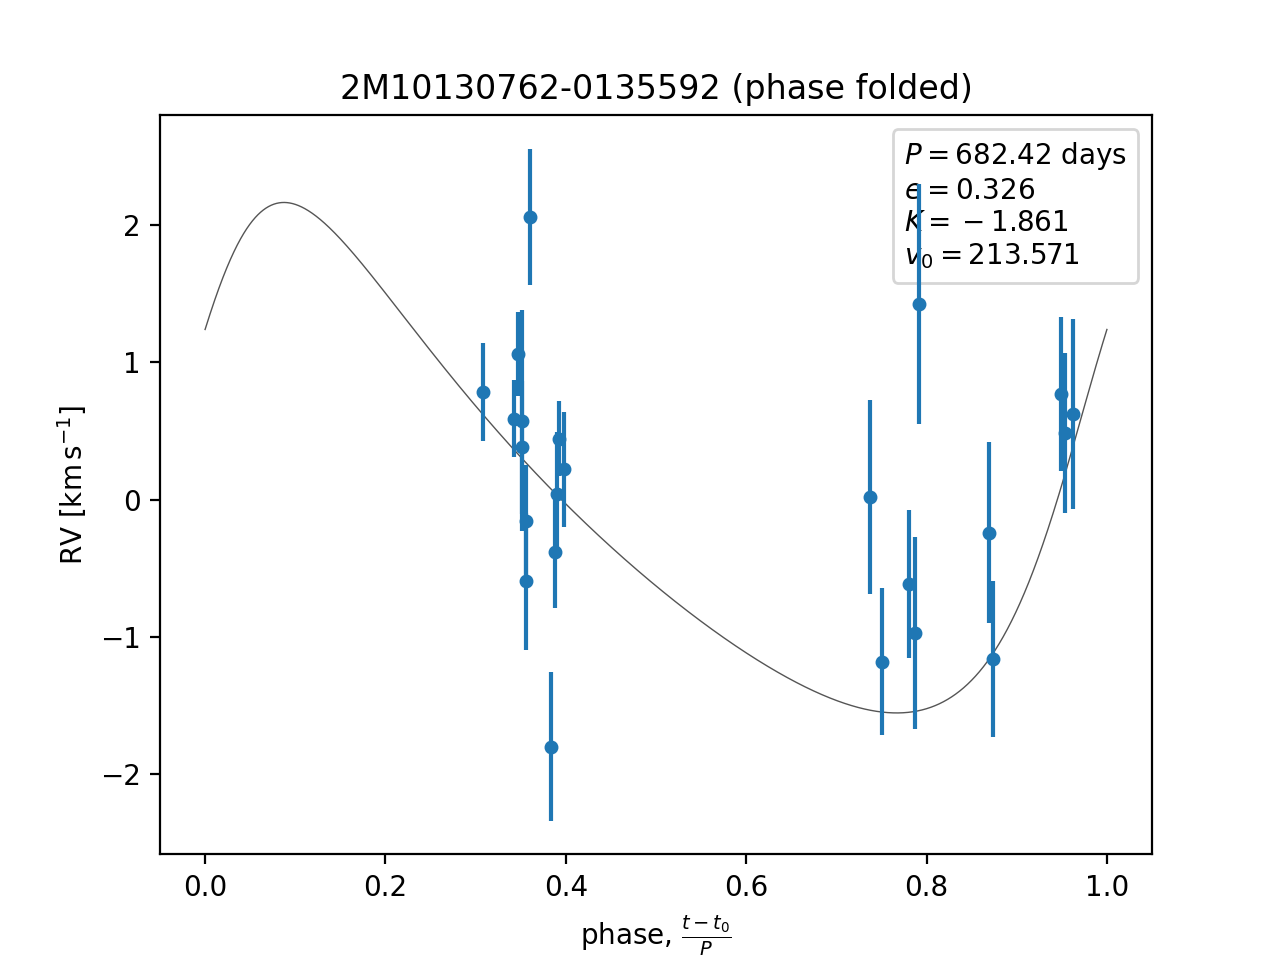 2M10130762-0135592 (phase folded)
P = 682.42 days
e = 0.326
K = −1.861
v₀ = 213.571
2
1
0
−1
−2
RV [km s⁻¹]
0.0 0.2 0.4 0.6 0.8 1.0
phase, (t − t₀)/P